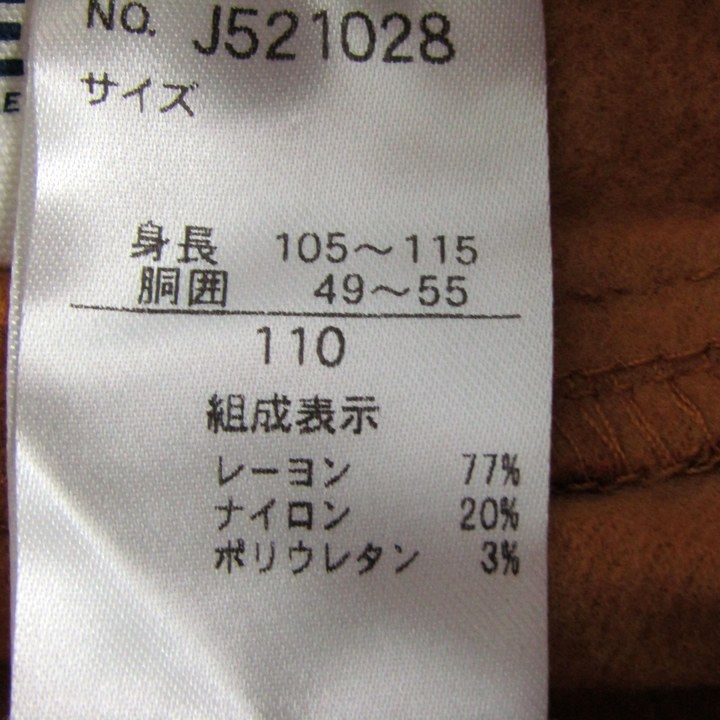 NO. J521028
サイズ
身長 105～115
胴囲 49～55
110
組成表示
レーヨン 77%
ナイロン 20%
ポリウレタン 3%
E